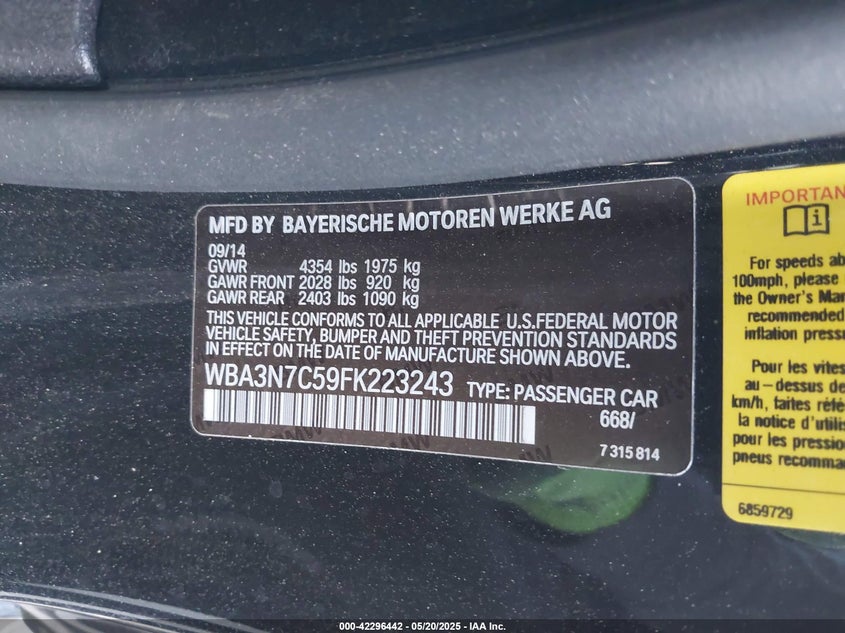 MFD BY BAYERISCHE MOTOREN WERKE AG
09/14
GVWR 4354 lbs 1975 kg
GAWR FRONT 2028 lbs 920 kg
GAWR REAR 2403 lbs 1090 kg
THIS VEHICLE CONFORMS TO ALL APPLICABLE U.S.FEDERAL MOTOR
VEHICLE SAFETY, BUMPER AND THEFT PREVENTION STANDARDS
IN EFFECT ON THE DATE OF MANUFACTURE SHOWN ABOVE.
WBA3N7C59FK223243 TYPE: PASSENGER CAR
668/
7 315 814
IMPORTAN
i
For speeds ab
100mph, please
the Owner's Man
recommended
inflation pressu
Pour les vites
au-dessus de
km/h, faites réfé
la notice d'utilis
pour les pression
pneus recomma
6859729
000-42296442 - 05/20/2025 - IAA Inc.